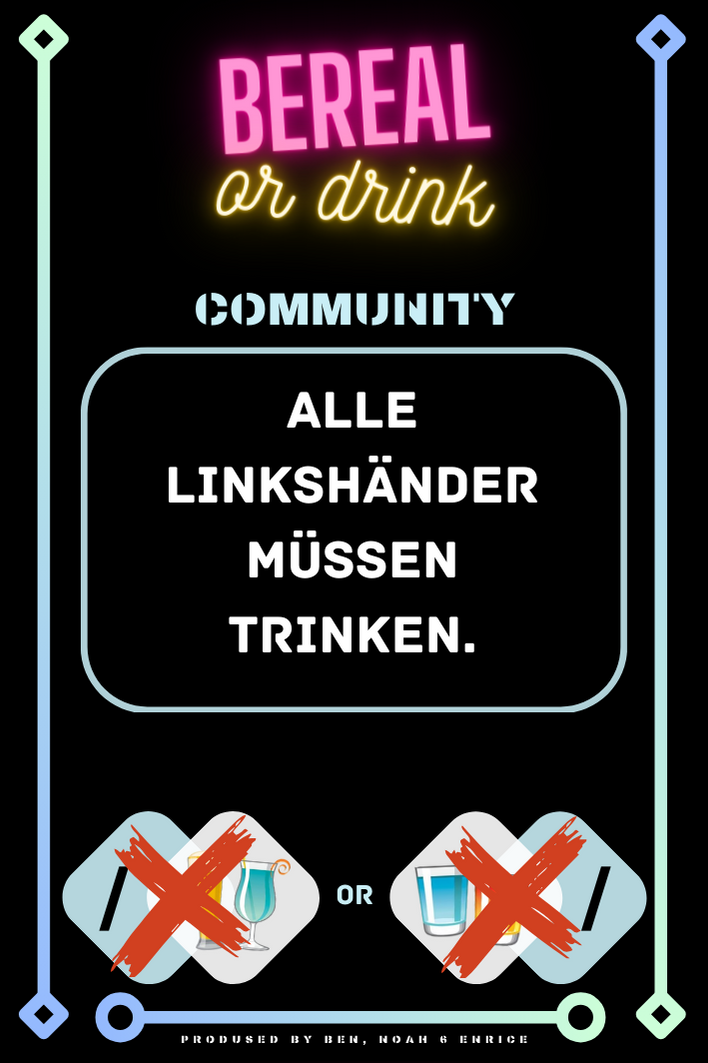 BEREAL
or drink
COMMUNITY
ALLE
LINKSHÄNDER
MÜSSEN
TRINKEN.
/
OR
/
PRODUSED BY BEN, NOAH & ENRICE